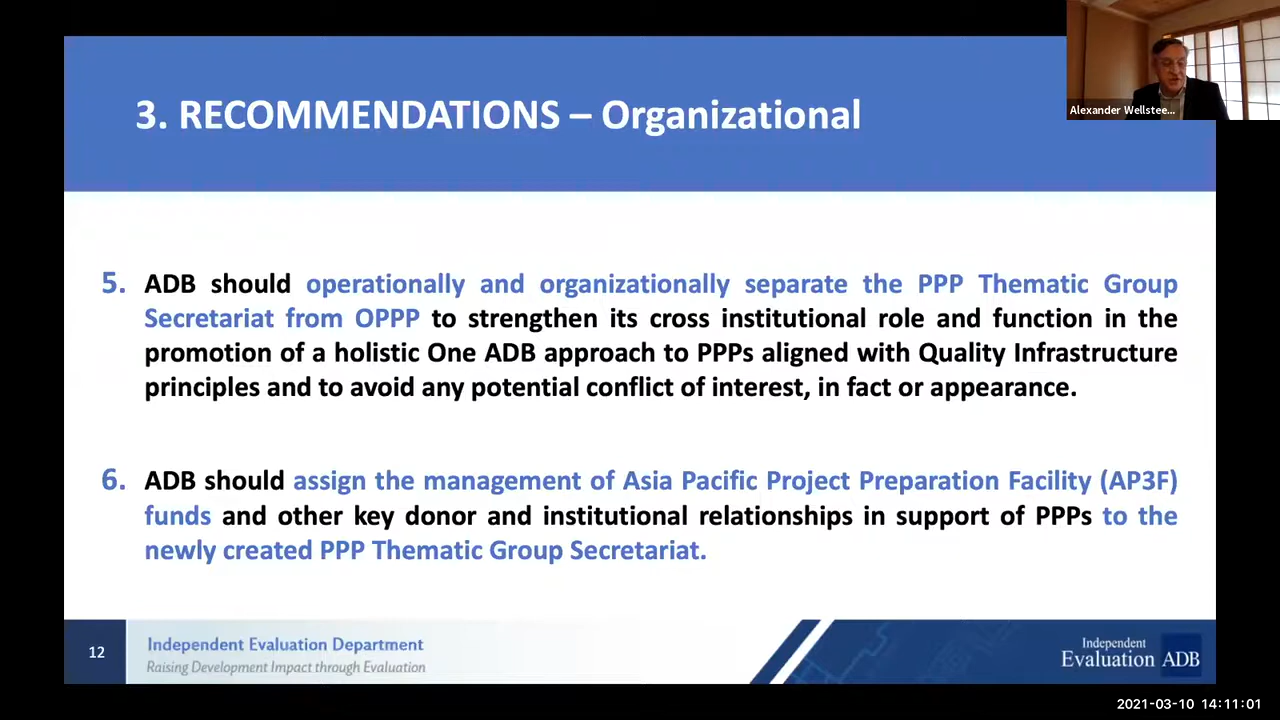 3. RECOMMENDATIONS – Organizational
Alexander Wellstee...
5. ADB should operationally and organizationally separate the PPP Thematic Group
Secretariat from OPPP to strengthen its cross institutional role and function in the
promotion of a holistic One ADB approach to PPPs aligned with Quality Infrastructure
principles and to avoid any potential conflict of interest, in fact or appearance.
6. ADB should assign the management of Asia Pacific Project Preparation Facility (AP3F)
funds and other key donor and institutional relationships in support of PPPs to the
newly created PPP Thematic Group Secretariat.
12
Independent Evaluation Department
Raising Development Impact through Evaluation
Independent
Evaluation ADB
2021-03-10 14:11:01